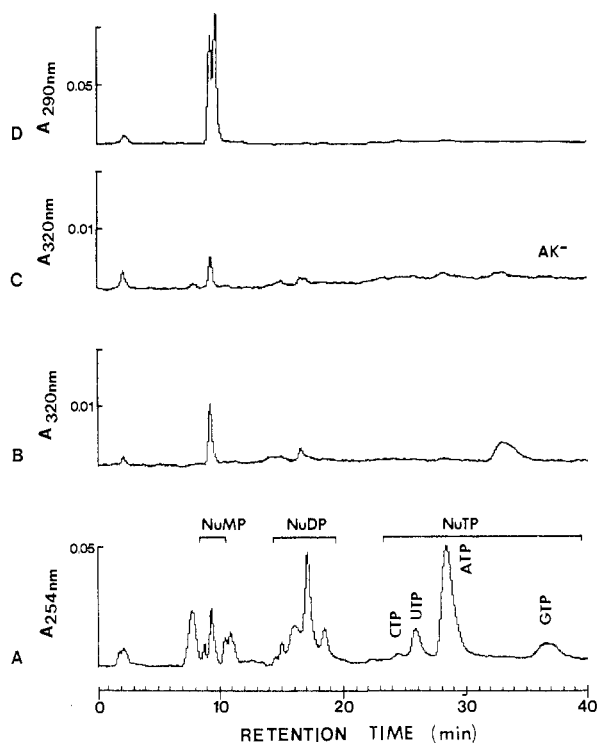 D
A 290nm
0.05
C
A320nm
0.01
AK−
B
A320nm
0.01
A
A254nm
0.05
NuMP
NuDP
NuTP
CTP
UTP
ATP
GTP
0 10 20 30 40
RETENTION TIME (min)